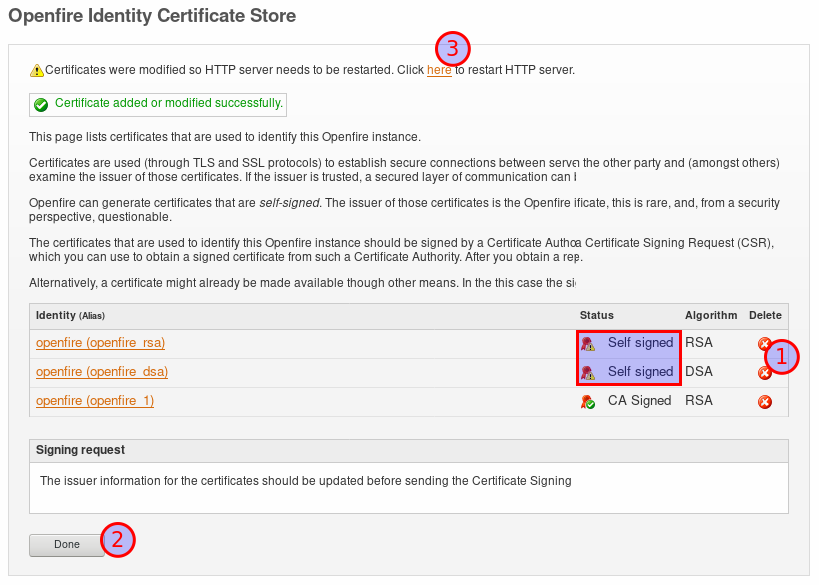 Openfire Identity Certificate Store
3
Certificates were modified so HTTP server needs to be restarted. Click here to restart HTTP server.
Certificate added or modified successfully.
This page lists certificates that are used to identify this Openfire instance.
Certificates are used (through TLS and SSL protocols) to establish secure connections between serve the other party and (amongst others)
examine the issuer of those certificates. If the issuer is trusted, a secured layer of communication can
Openfire can generate certificates that are self-signed. The issuer of those certificates is the Openfire ificate, this is rare, and, from a security
perspective, questionable.
The certificates that are used to identify this Openfire instance should be signed by a Certificate Autho a Certificate Signing Request (CSR),
which you can use to obtain a signed certificate from such a Certificate Authority. After you obtain a rep.
Alternatively, a certificate might already be made available though other means. In the this case the si
Identity (Alias) Status Algorithm Delete
openfire (openfire_rsa) Self signed RSA
1
openfire (openfire_dsa) Self signed DSA
openfire (openfire_1) CA Signed RSA
Signing request
The issuer information for the certificates should be updated before sending the Certificate Signing
Done 2